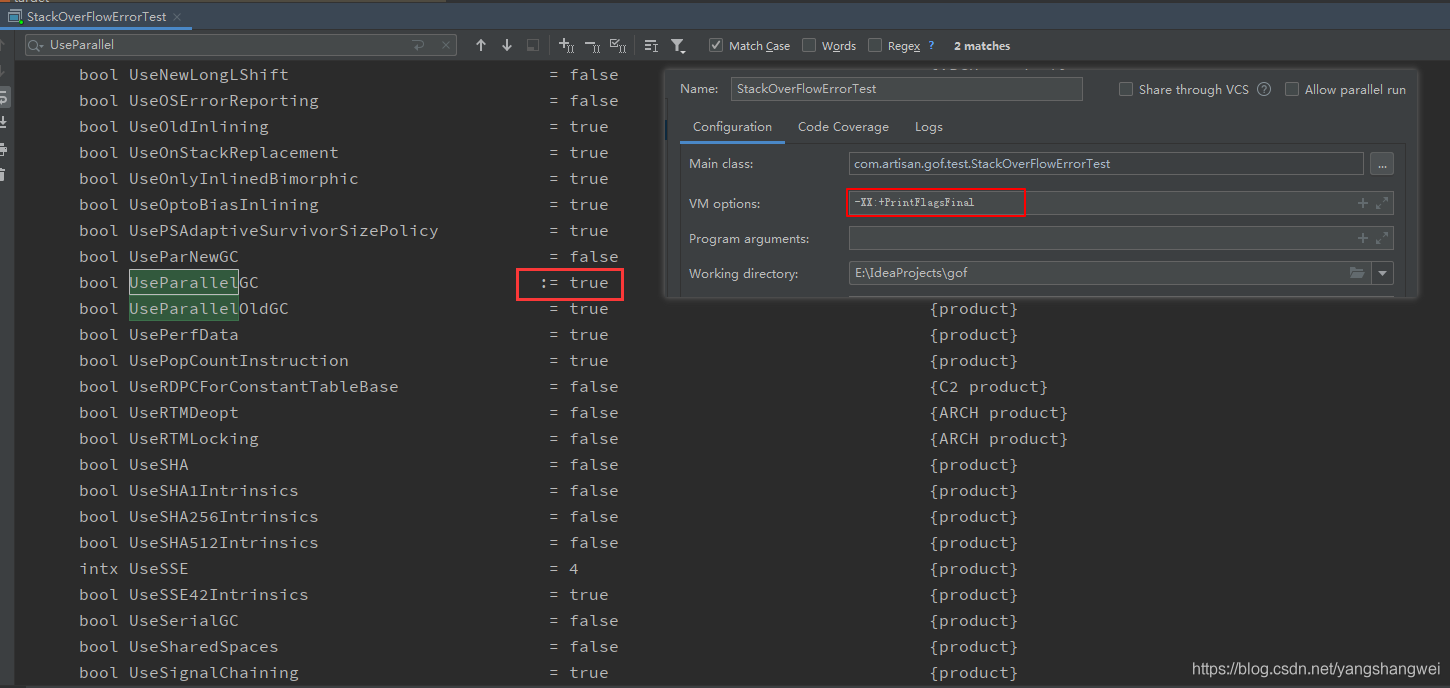 StackOverFlowErrorTest
UseParallel
Match Case
Words
Regex
?
2 matches
bool UseNewLongLShift = false
bool UseOSErrorReporting = false
bool UseOldInlining = true
bool UseOnStackReplacement = true
bool UseOnlyInlinedBimorphic = true
bool UseOptoBiasInlining = true
bool UsePSAdaptiveSurvivorSizePolicy = true
bool UseParNewGC = false
bool UseParallelGC := true
bool UseParallelOldGC = true {product}
bool UsePerfData = true {product}
bool UsePopCountInstruction = true {product}
bool UseRDPCForConstantTableBase = false {C2 product}
bool UseRTMDeopt = false {ARCH product}
bool UseRTMLocking = false {ARCH product}
bool UseSHA = false {product}
bool UseSHA1Intrinsics = false {product}
bool UseSHA256Intrinsics = false {product}
bool UseSHA512Intrinsics = false {product}
intx UseSSE = 4 {product}
bool UseSSE42Intrinsics = true {product}
bool UseSerialGC = false {product}
bool UseSharedSpaces = false {product}
bool UseSignalChaining = true {product}
Name: StackOverFlowErrorTest
Share through VCS ?
Allow parallel run
Configuration
Code Coverage
Logs
Main class: com.artisan.gof.test.StackOverFlowErrorTest ...
VM options: -XX:+PrintFlagsFinal
Program arguments:
Working directory: E:\IdeaProjects\gof
https://blog.csdn.net/yangshangwei